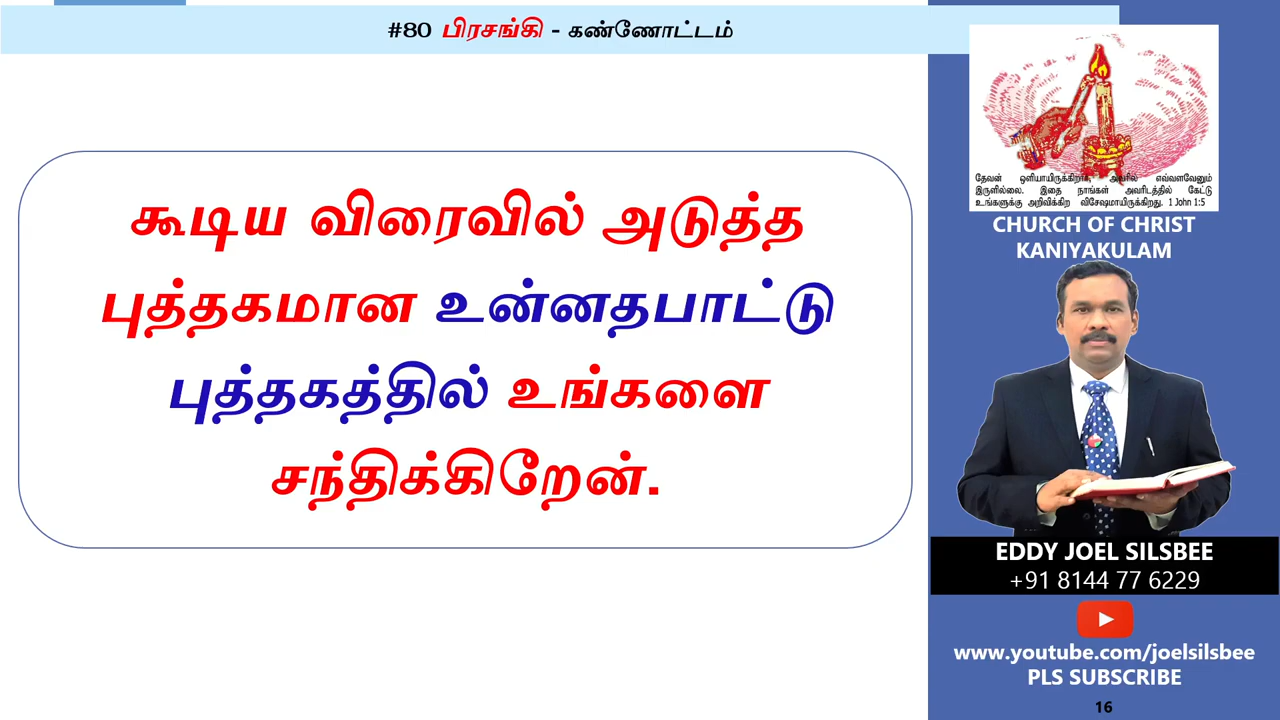 #80 பிரசங்கி - கண்ணோட்டம்
கூடிய விரைவில் அடுத்த
புத்தகமான உன்னதபாட்டு
புத்தகத்தில் உங்களை
சந்திக்கிறேன்.
தேவன் ஒளியாயிருக்கிறார், அவரில் எவ்வளவேனும்
இருளில்லை. இதை நாங்கள் அவரிடத்தில் கேட்டு
உங்களுக்கு அறிவிக்கிற விசேஷமாயிருக்கிறது. 1 John 1:5
CHURCH OF CHRIST
KANIYAKULAM
EDDY JOEL SILSBEE
+91 8144 77 6229
www.youtube.com/joelsilsbee
PLS SUBSCRIBE
16